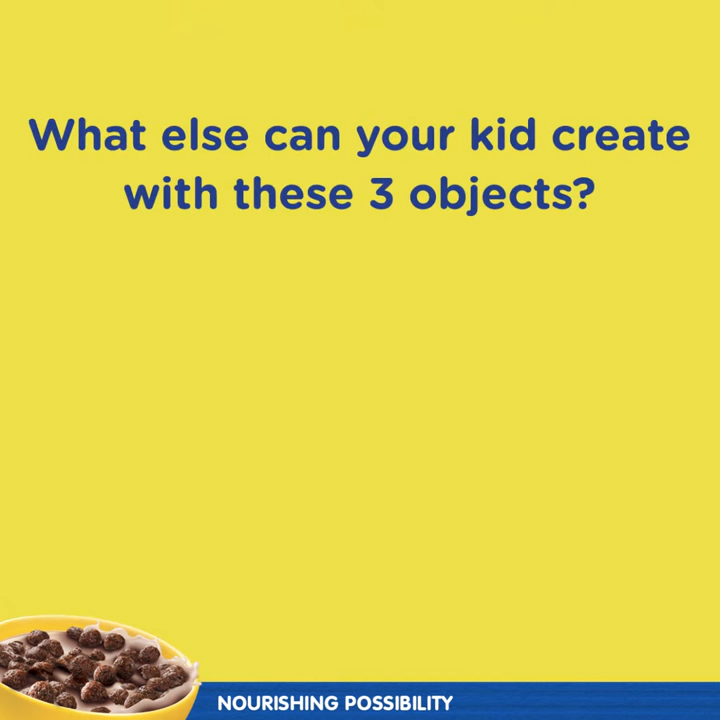 What else can your kid create
with these 3 objects?
NOURISHING POSSIBILITY